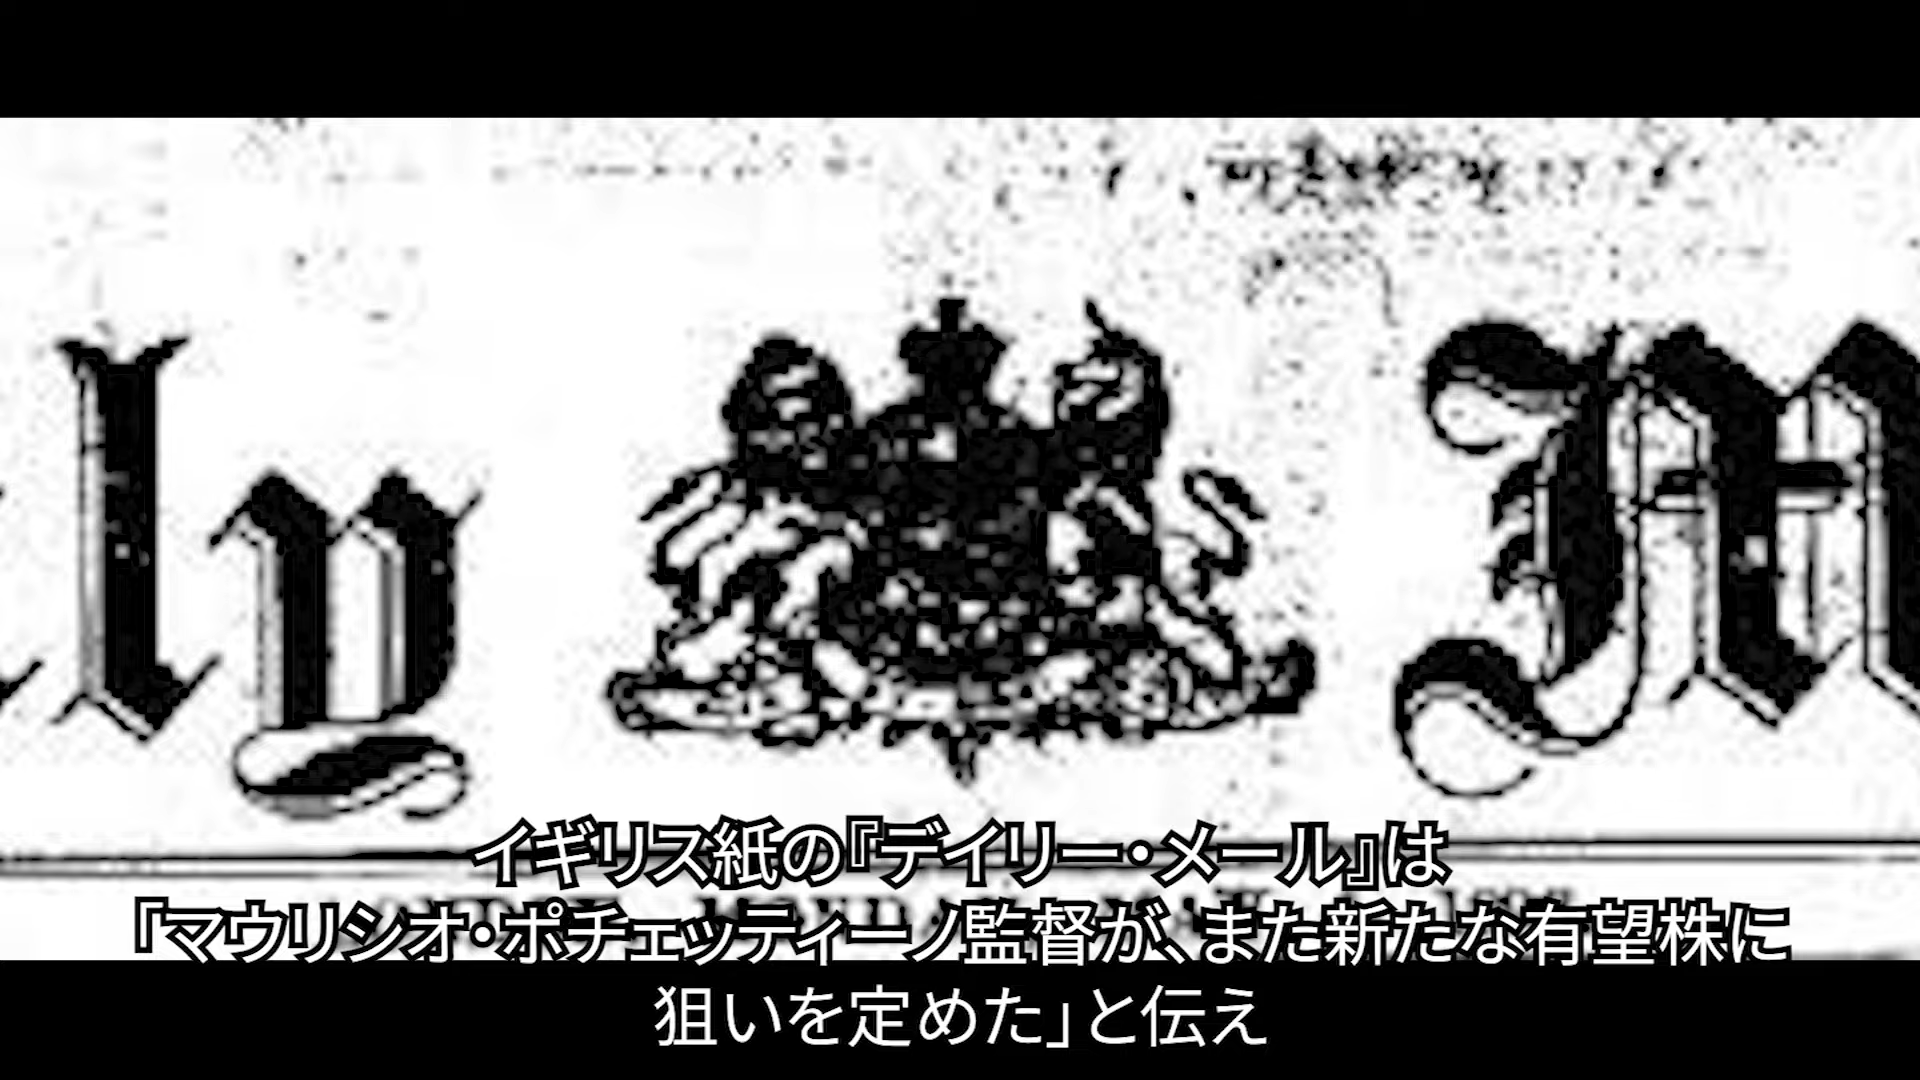 ly M
イギリス紙の『デイリー・メール』は
「マウリシオ・ポチェッティーノ監督が、また新たな有望株に
狙いを定めた」と伝え